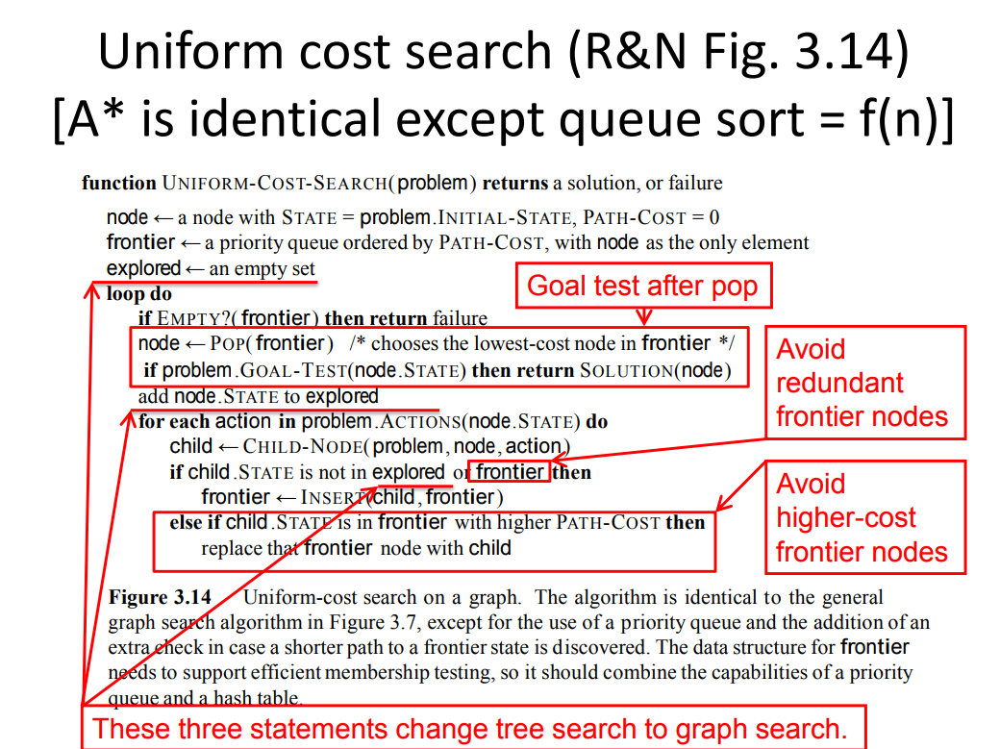 Uniform cost search (R&N Fig. 3.14)
[A* is identical except queue sort = f(n)]
function UNIFORM-COST-SEARCH(problem) returns a solution, or failure
node ← a node with STATE = problem.INITIAL-STATE, PATH-COST = 0
frontier ← a priority queue ordered by PATH-COST, with node as the only element
explored ← an empty set
loop do
if EMPTY?(frontier) then return failure
node ← POP(frontier) /* chooses the lowest-cost node in frontier */
if problem.GOAL-TEST(node.STATE) then return SOLUTION(node)
add node.STATE to explored
for each action in problem.ACTIONS(node.STATE) do
child ← CHILD-NODE(problem, node, action)
if child.STATE is not in explored or frontier then
frontier ← INSERT(child, frontier)
else if child.STATE is in frontier with higher PATH-COST then
replace that frontier node with child
Goal test after pop
Avoid
redundant
frontier nodes
Avoid
higher-cost
frontier nodes
Figure 3.14 Uniform-cost search on a graph. The algorithm is identical to the general
graph search algorithm in Figure 3.7, except for the use of a priority queue and the addition of an
extra check in case a shorter path to a frontier state is discovered. The data structure for frontier
needs to support efficient membership testing, so it should combine the capabilities of a priority
queue and a hash table.
These three statements change tree search to graph search.